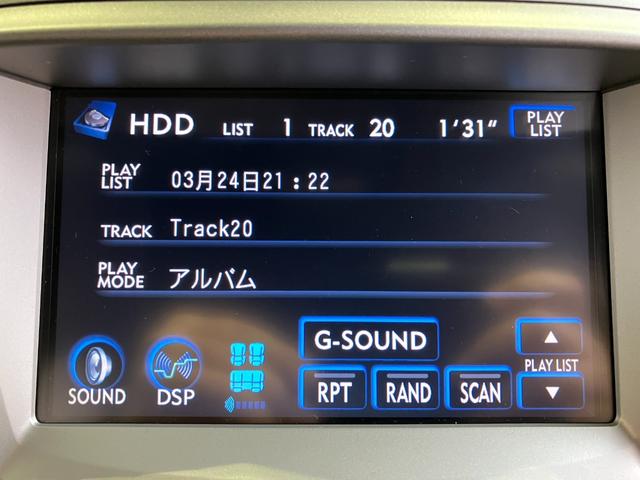 HDD LIST 1 TRACK 20 1'31" PLAY LIST
PLAY LIST 03月24日21：22
TRACK Track20
PLAY MODE アルバム
G-SOUND
SOUND DSP RPT RAND SCAN PLAY LIST